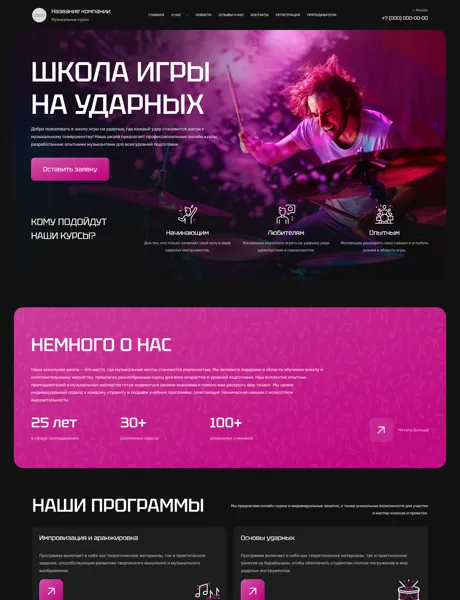 Название компании
Музыкальные курсы
ГЛАВНАЯ О НАС НОВОСТИ ОТЗЫВЫ О НАС КОНТАКТЫ РЕГИСТРАЦИЯ ПРЕПОДАВАТЕЛИ
г. Москва
+7 (000) 000-00-00
ШКОЛА ИГРЫ
НА УДАРНЫХ
Добро пожаловать в школу игры на ударных, где каждый удар становится шагом к
музыкальному совершенству! Наша школа предлагает профессиональные онлайн курсы,
разработанные опытными музыкантами для всех уровней подготовки.
Оставить заявку
КОМУ ПОДОЙДУТ
НАШИ КУРСЫ?
Начинающим
Для тех, кто только начинает свой путь в мире
ударных инструментов.
Любителям
Желающим научиться играть на ударных ради
удовольствия и саморазвития.
Опытным
Желающим расширить свои навыки и углубить
знания в области игры.
НЕМНОГО О НАС
Наша вокальная школа – это место, где музыкальные мечты становятся реальностью. Мы являемся лидерами в области обучения вокалу и
исполнительскому искусству, предлагая разнообразные курсы для всех возрастов и уровней подготовки. Наш коллектив опытных
преподавателей и музыкальных экспертов готов поделиться своими знаниями и помочь вам раскрыть ваш талант. Мы ценим
индивидуальный подход к каждому студенту и создаем учебные программы, сочетающие технические навыки с искусством
выразительности.
25 лет
в сфере преподавания
30+
различных курсов
100+
довольных учеников
Читать больше
НАШИ ПРОГРАММЫ
Мы предлагаем онлайн-курсы и индивидуальные занятия, а также уникальные возможности для участия
в мастер-классах и проектах.
Импровизация и аранжировка
Программа включает в себя как теоретические материалы, так и практические
задания, способствующие развитию творческого мышления и музыкального
воображения.
Основы ударных
Программа включает в себя как теоретические материалы, так и практические
занятия за барабанами, чтобы обеспечить студентам полное погружение в мир
ударных инструментов.